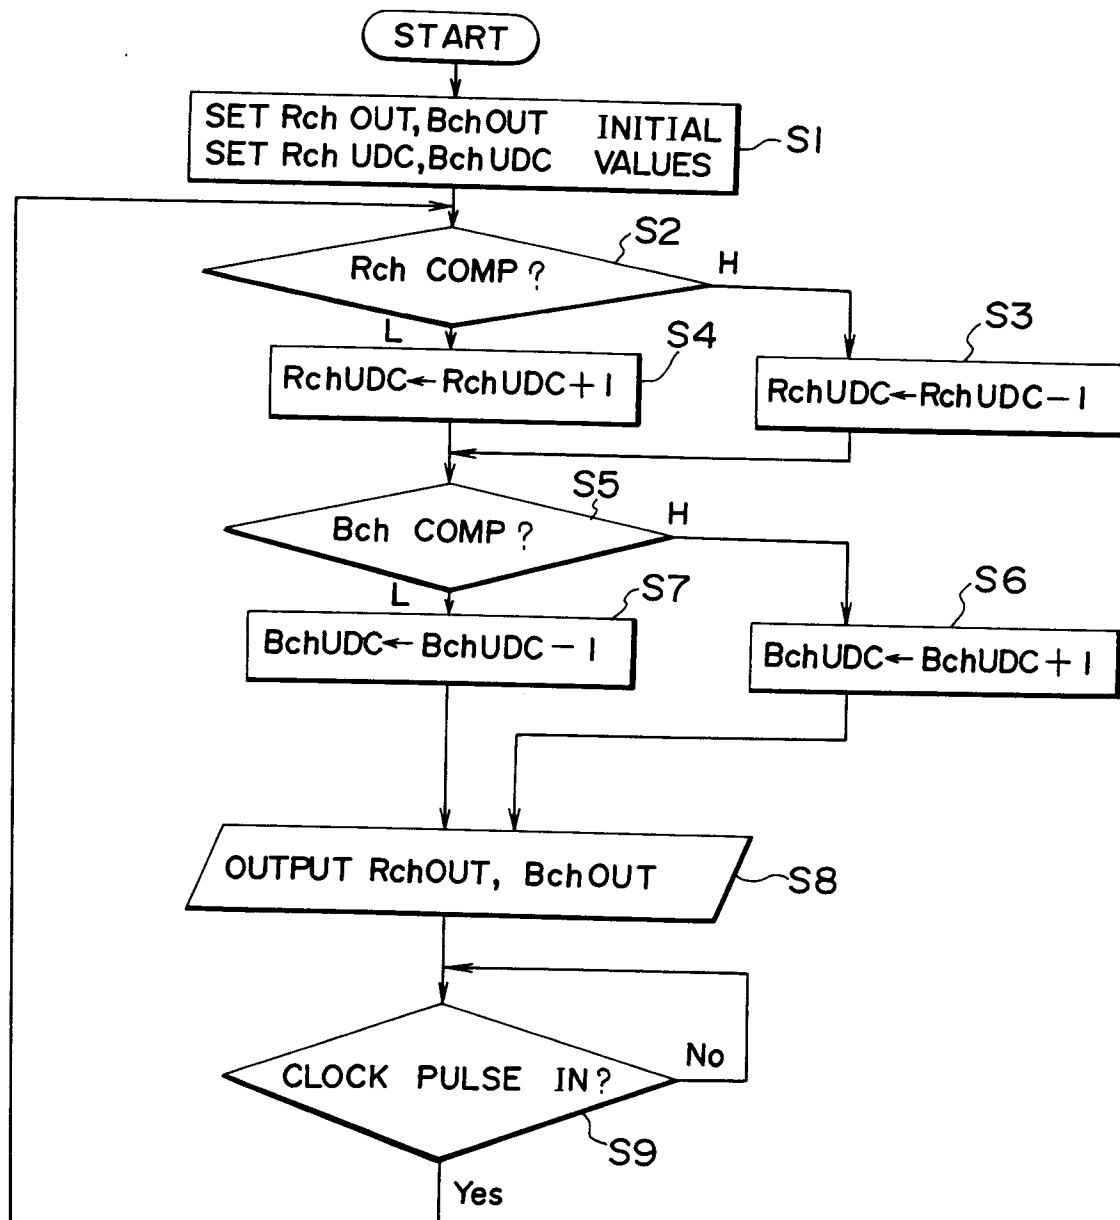 START
SET Rch OUT, Bch OUT INITIAL
SET Rch UDC, Bch UDC VALUES
S1
S2
Rch COMP?
H
L
S4
S3
RchUDC←RchUDC+1
RchUDC←RchUDC-1
S5
Bch COMP?
H
L
S7
S6
BchUDC←BchUDC-1
BchUDC←BchUDC+1
OUTPUT RchOUT, BchOUT
S8
CLOCK PULSE IN?
No
S9
Yes